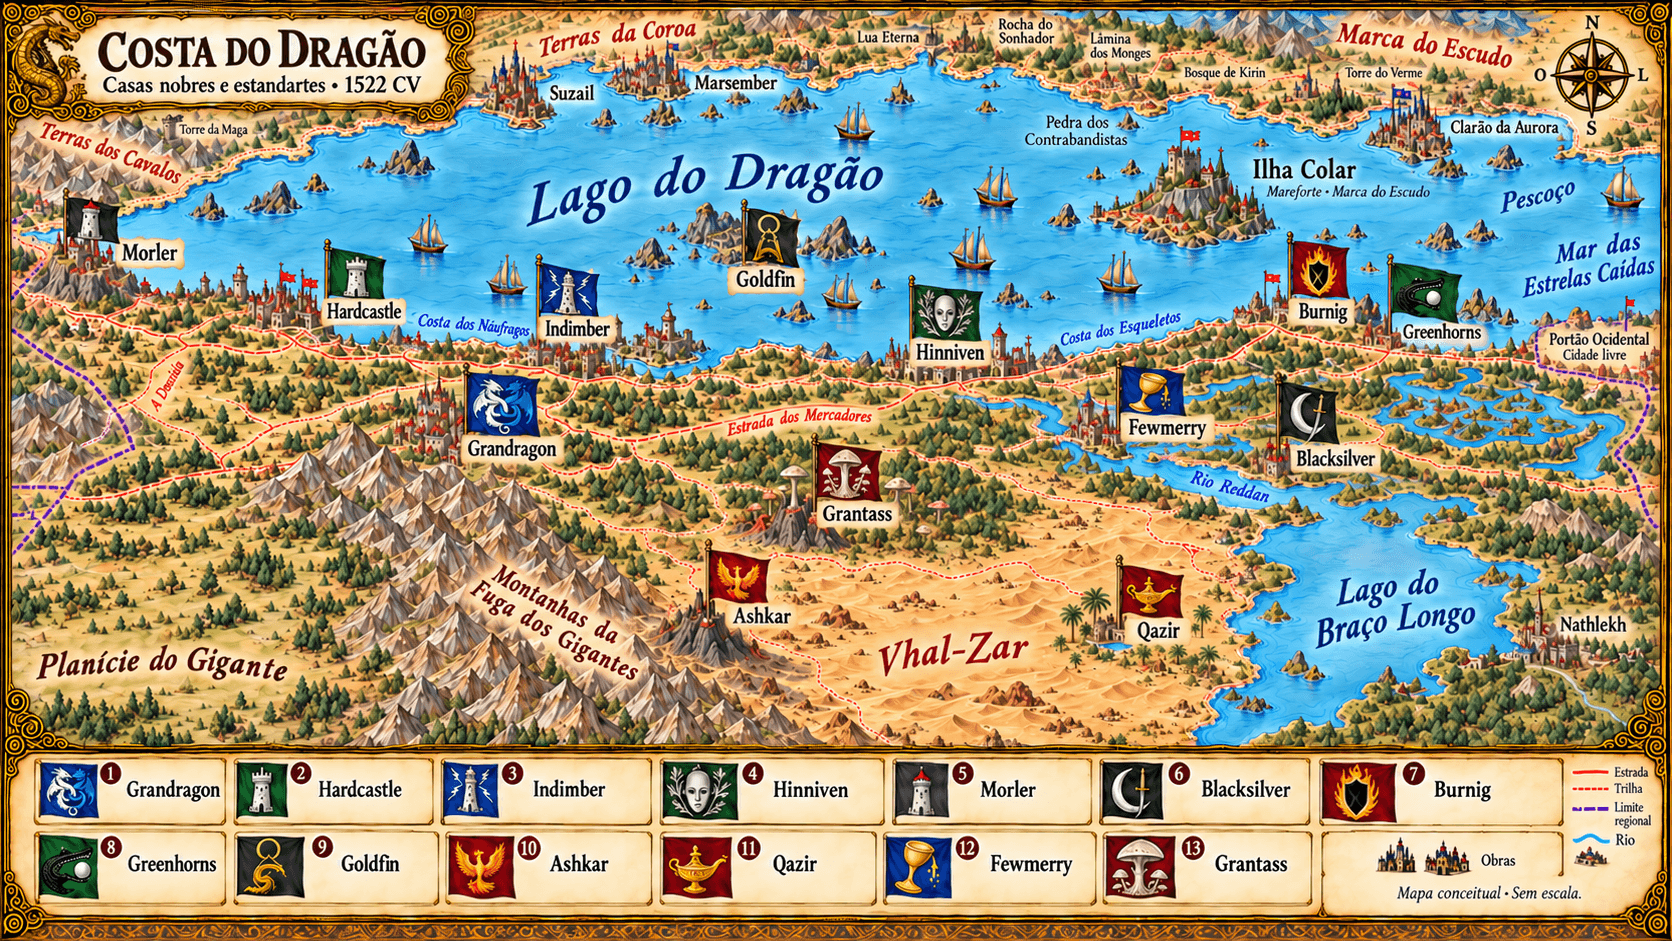 COSTA DO DRAGÃO
Casas nobres e estandartes • 1522 CV
Terras da Coroa
Lua Eterna
Rocha do
Sonhador
Lâmina
dos Monges
Marca do Escudo
Bosque de Kirin
Torre do Verme
N
O
L
S
Suzail
Marsember
Torre da Maga
Terras dos Cavalos
Pedra dos
Contrabandistas
Clarão da Aurora
Ilha Colar
Mareforte • Marca do Escudo
Lago do Dragão
Pescoço
Mar das
Estrelas Caídas
Morler
Hardcastle
Indimber
Goldfin
Hinniven
Burnig
Greenhorns
Costa dos Náufragos
Costa dos Esqueletos
Portão Ocidental
Cidade livre
A Descida
Estrada dos Mercadores
Grandragon
Fewmerry
Blacksilver
Rio Reddan
Grantass
Ashkar
Qazir
Montanhas da
Fuga dos Gigantes
Planície do Gigante
Vhal-Zar
Lago do
Braço Longo
Nathlekh
1 Grandragon
2 Hardcastle
3 Indimber
4 Hinniven
5 Morler
6 Blacksilver
7 Burnig
8 Greenhorns
9 Goldfin
10 Ashkar
11 Qazir
12 Fewmerry
13 Grantass
Estrada
Trilha
Limite
regional
Rio
Obras
Mapa conceitual • Sem escala.